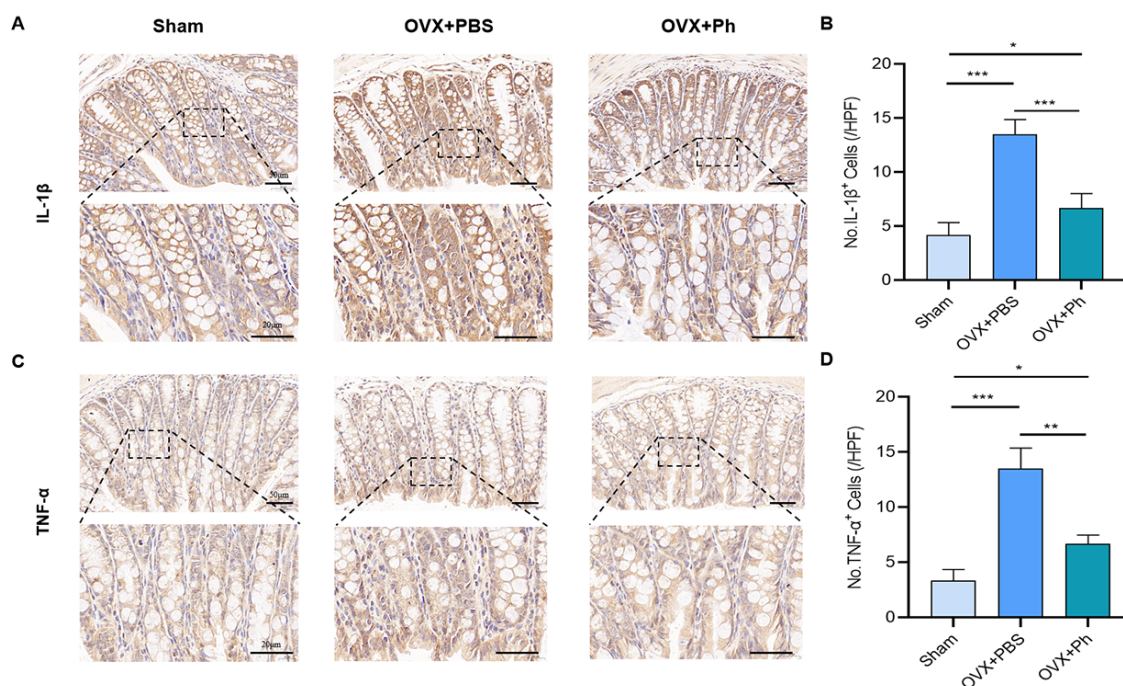 A
Sham
OVX+PBS
OVX+Ph
IL-1β
50μm
20μm
B
*
***
***
No.IL-1β⁺ Cells (/HPF)
20
15
10
5
0
Sham
OVX+PBS
OVX+Ph
C
TNF-α
50μm
20μm
D
*
***
**
No.TNF-α⁺ Cells (/HPF)
20
15
10
5
0
Sham
OVX+PBS
OVX+Ph